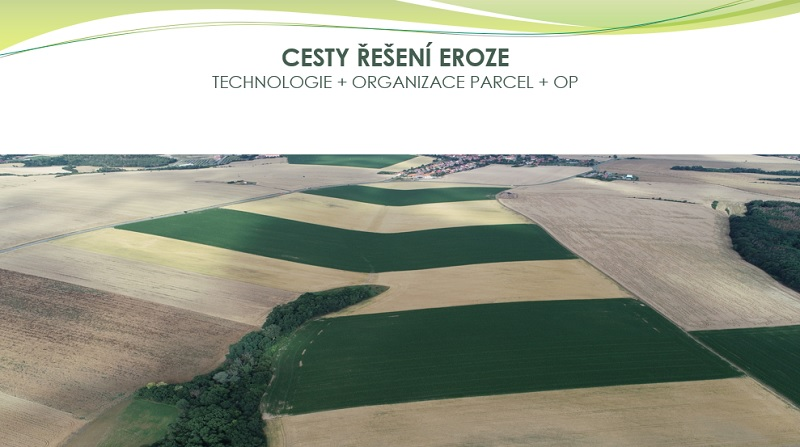 CESTY ŘEŠENÍ EROZE
TECHNOLOGIE + ORGANIZACE PARCEL + OP